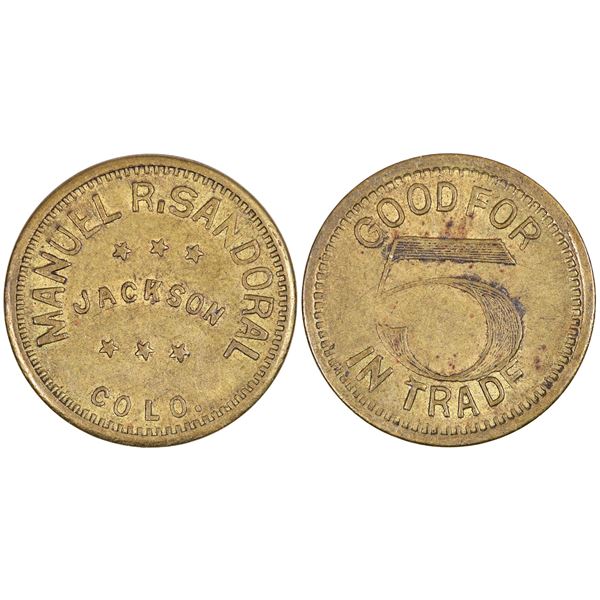 MANUEL R. SANDORAL
JACKSON
COLO.
GOOD FOR
5
IN TRADE